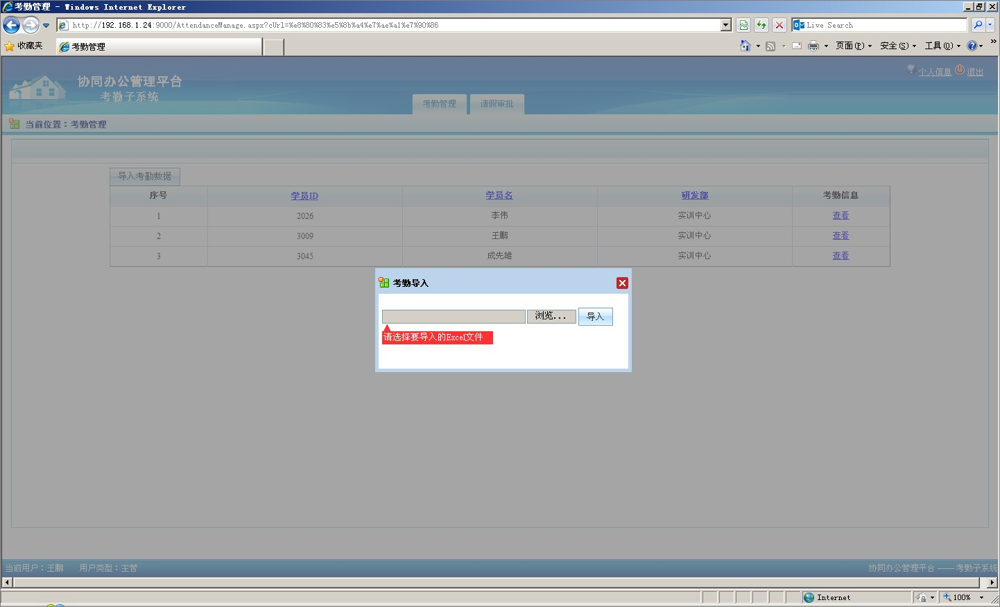 考勤管理 - Windows Internet Explorer
http://192.168.1.24:9000/AttendanceManage.aspx?cUrl=%e8%80%83%e5%8b%a4%e7%ae%a1%e7%90%86
Live Search
收藏夹
考勤管理
页面(P)
安全(S)
工具(O)
协同办公管理平台
考勤子系统
个人信息
退出
考勤管理
请假审批
当前位置：考勤管理
导入考勤数据
序号 学员ID 学员名 研发部 考勤信息
1 2026 李伟 实训中心 查看
2 3009 王鹏 实训中心 查看
3 3045 成先雄 实训中心 查看
考勤导入
浏览...
导入
请选择要导入的Excel文件
当前用户：王鹏 用户类型：主管
协同办公管理平台 ——考勤子系统
Internet
100%